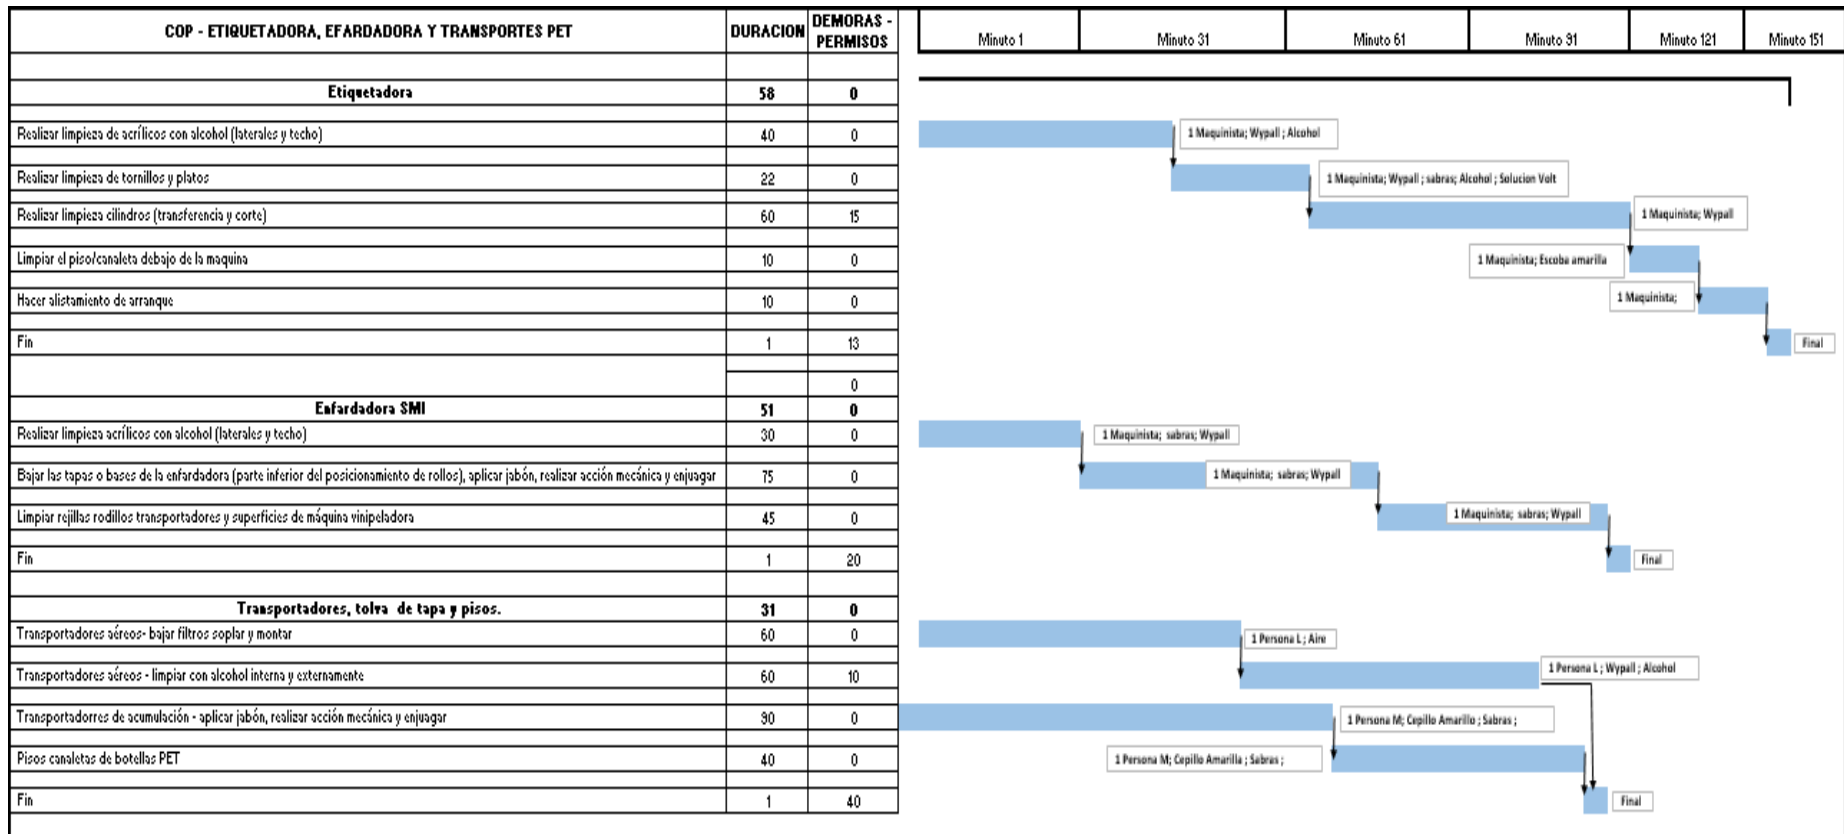 COP - ETIQUETADORA, EFARDADORA Y TRANSPORTES PET DURACION DEMORAS - PERMISOS Minuto 1 Minuto 31 Minuto 61 Minuto 91 Minuto 121 Minuto 151
Etiquetadora 58 0
Realizar limpieza de acrílicos con alcohol (laterales y techo) 40 0 1 Maquinista; Wypall ; Alcohol
Realizar limpieza de tornillos y platos 22 0 1 Maquinista; Wypall ; sabras; Alcohol ; Solucion Volt
Realizar limpieza cilindros (transferencia y corte) 60 15 1 Maquinista; Wypall
Limpiar el piso/canaleta debajo de la maquina 10 0 1 Maquinista; Escoba amarilla
Hacer alistamiento de arranque 10 0 1 Maquinista;
Fin 1 13 Final
0
Enfardadora SMI 51 0
Realizar limpieza acrílicos con alcohol (laterales y techo) 30 0 1 Maquinista; sabras; Wypall
Bajar las tapas o bases de la enfardadora (parte inferior del posicionamiento de rollos), aplicar jabón, realizar acción mecánica y enjuagar 75 0 1 Maquinista; sabras; Wypall
Limpiar rejillas rodillos transportadores y superficies de máquina vinipeladora 45 0 1 Maquinista; sabras; Wypall
Fin 1 20 Final
Transportadores, tolva de tapa y pisos. 31 0
Transportadores aéreos- bajar filtros soplar y montar 60 0 1 Persona L ; Aire
Transportadores aéreos - limpiar con alcohol interna y externamente 60 10 1 Persona L ; Wypall ; Alcohol
Transportadorres de acumulación - aplicar jabón, realizar acción mecánica y enjuagar 90 0 1 Persona M; Cepillo Amarillo ; Sabras ;
Pisos canaletas de botellas PET 40 0 1 Persona M; Cepillo Amarilla ; Sabras ;
Fin 1 40 Final